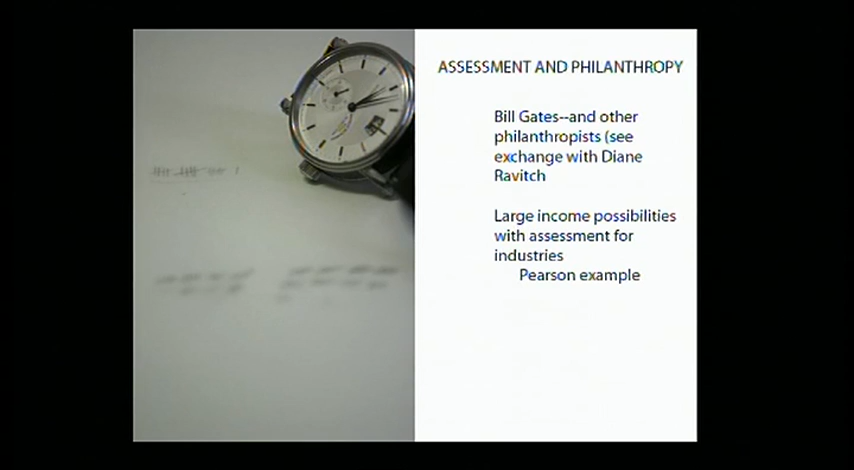 ASSESSMENT AND PHILANTHROPY
Bill Gates--and other
philanthropists (see
exchange with Diane
Ravitch
Large income possibilities
with assessment for
industries
Pearson example